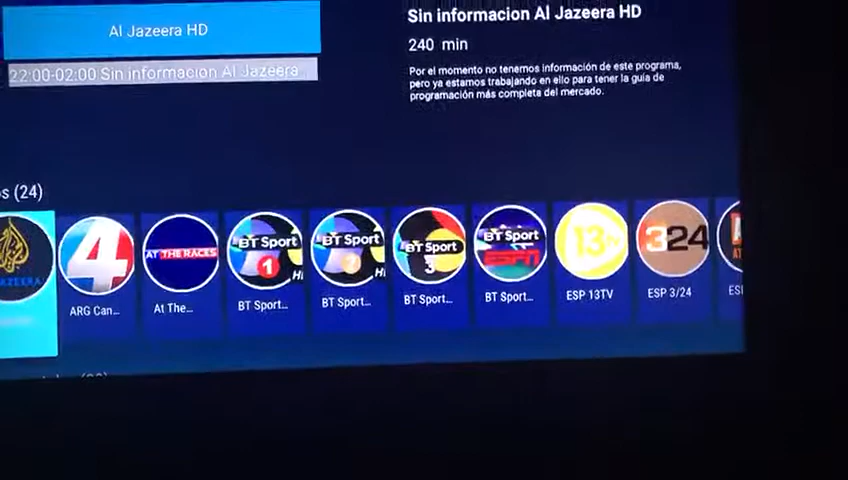 Al Jazeera HD
22:00-02:00 Sin informacion Al Jazeera...
Sin informacion Al Jazeera HD
240 min
Por el momento no tenemos información de este programa,
pero ya estamos trabajando en ello para tener la guía de
programación más completa del mercado.
(24)
4
AT THE RACES
BT Sport
1
BT Sport
BT Sport
3
BT Sport
ESPN
13
324
ARG Can...
At The...
BT Sport...
BT Sport...
BT Sport...
BT Sport...
ESP 13TV
ESP 3/24